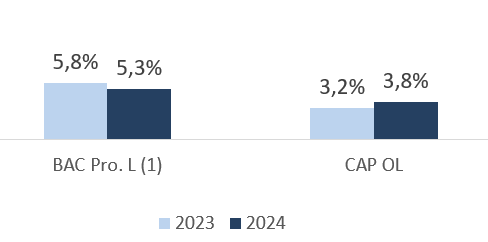 5,8% 5,3% 3,2% 3,8%
BAC Pro. L (1) CAP OL
2023 2024